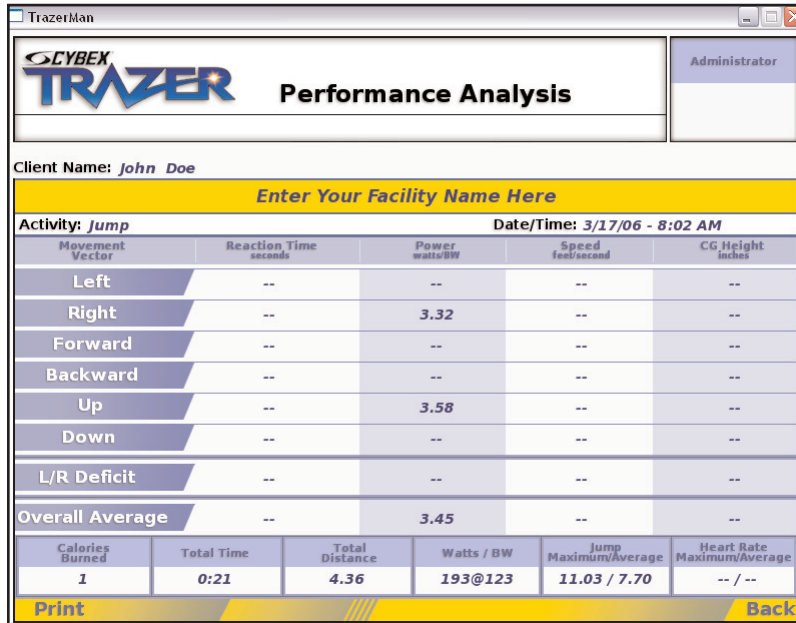 TrazerMan
CYBEX
TRAZER
Performance Analysis
Administrator
Client Name: John Doe
Enter Your Facility Name Here
Activity: Jump Date/Time: 3/17/06 - 8:02 AM
Movement Vector Reaction Time seconds Power watts/BW Speed feet/second CG Height inches
Left -- -- -- --
Right -- 3.32 -- --
Forward -- -- -- --
Backward -- -- -- --
Up -- 3.58 -- --
Down -- -- -- --
L/R Deficit -- -- -- --
Overall Average -- 3.45 -- --
Calories Burned Total Time Total Distance Watts / BW Jump Maximum/Average Heart Rate Maximum/Average
1 0:21 4.36 193@123 11.03 / 7.70 -- / --
Print Back